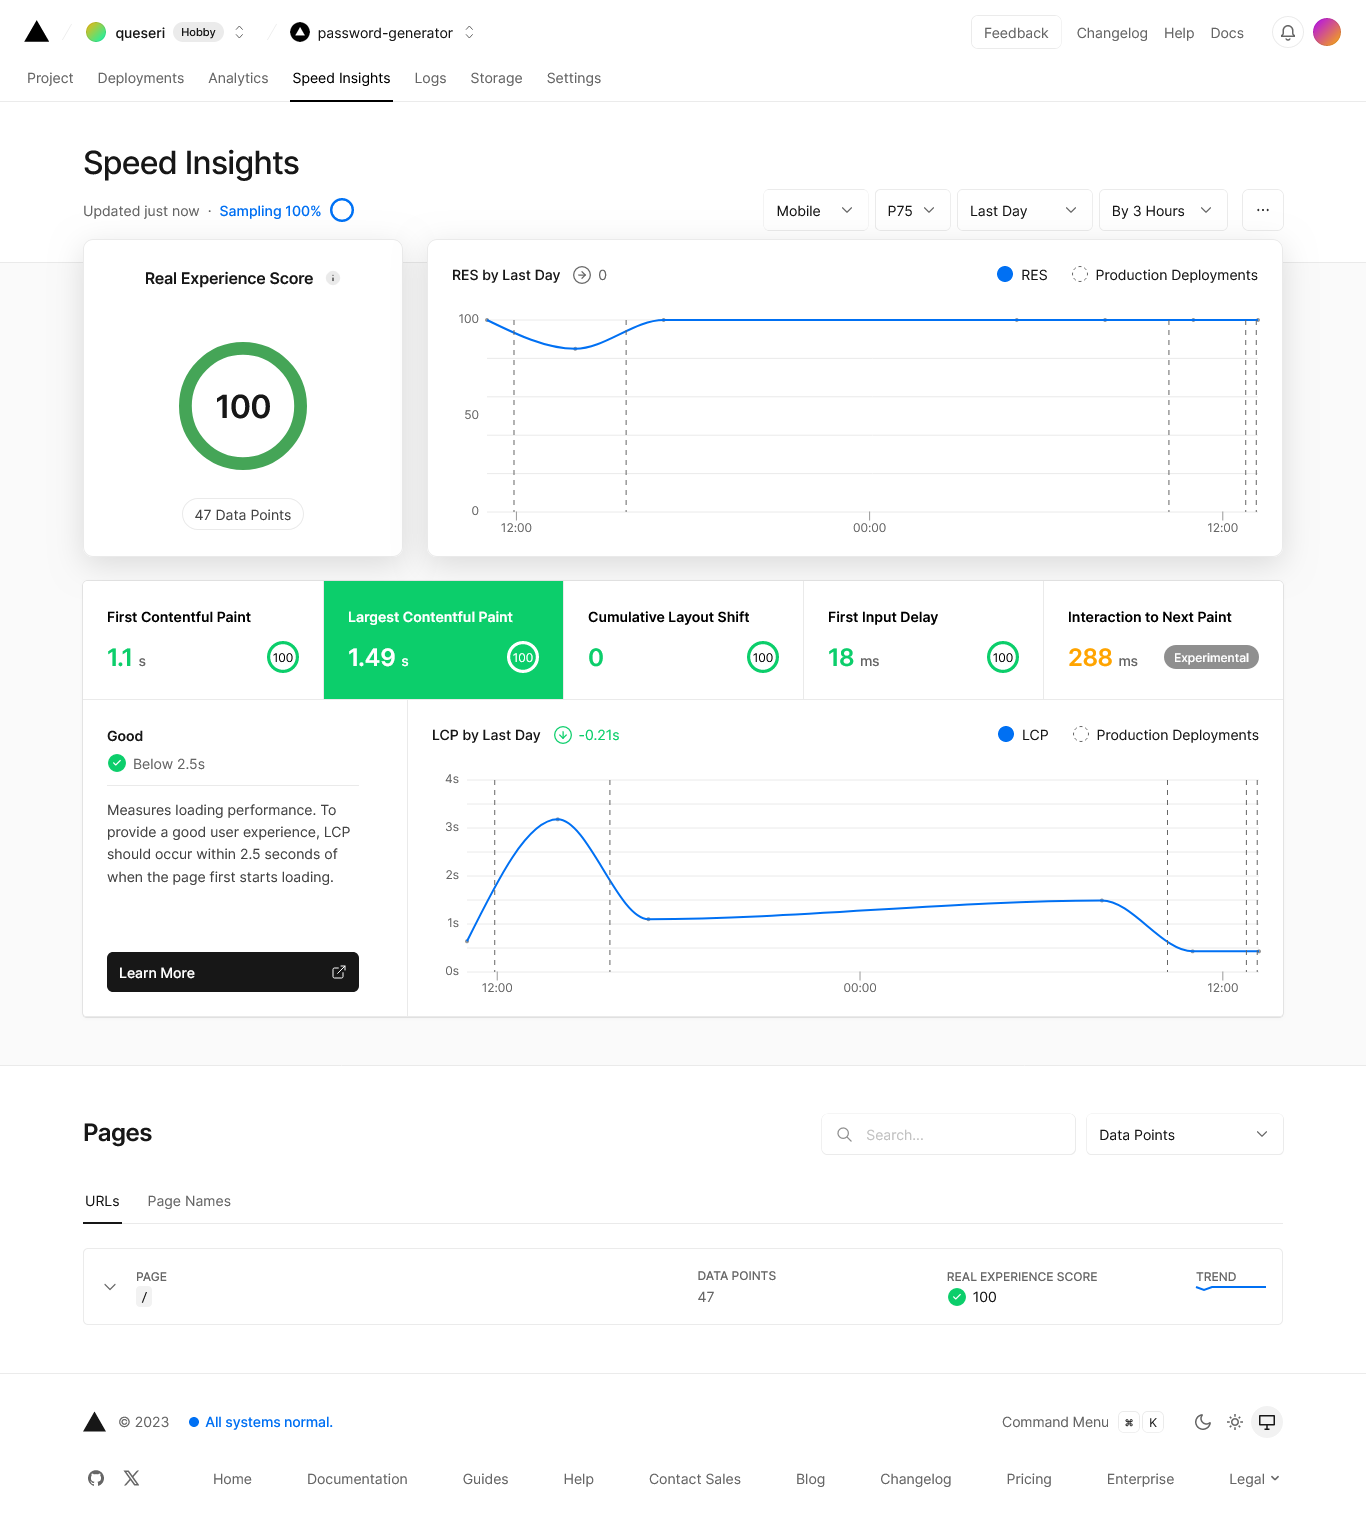 queseri Hobby password-generator Feedback Changelog Help Docs
Project Deployments Analytics Speed Insights Logs Storage Settings
Speed Insights
Updated just now · Sampling 100% Mobile P75 Last Day By 3 Hours ...
Real Experience Score
100
47 Data Points
RES by Last Day 0 RES Production Deployments
100
50
0
12:00 00:00 12:00
First Contentful Paint
1.1 s 100
Largest Contentful Paint
1.49 s 100
Cumulative Layout Shift
0 100
First Input Delay
18 ms 100
Interaction to Next Paint
288 ms Experimental
Good
Below 2.5s
Measures loading performance. To
provide a good user experience, LCP
should occur within 2.5 seconds of
when the page first starts loading.
Learn More
LCP by Last Day -0.21s LCP Production Deployments
4s
3s
2s
1s
0s
12:00 00:00 12:00
Pages Search... Data Points
URLs Page Names
PAGE DATA POINTS REAL EXPERIENCE SCORE TREND
/ 47 100
© 2023 All systems normal. Command Menu ⌘ K
Home Documentation Guides Help Contact Sales Blog Changelog Pricing Enterprise Legal